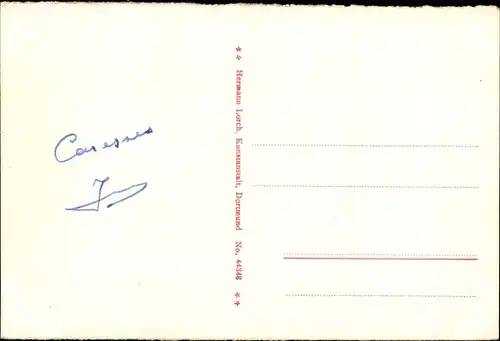 Caresses
** Hermann Lorch, Kunstanstalt, Dortmund No. 44348 **